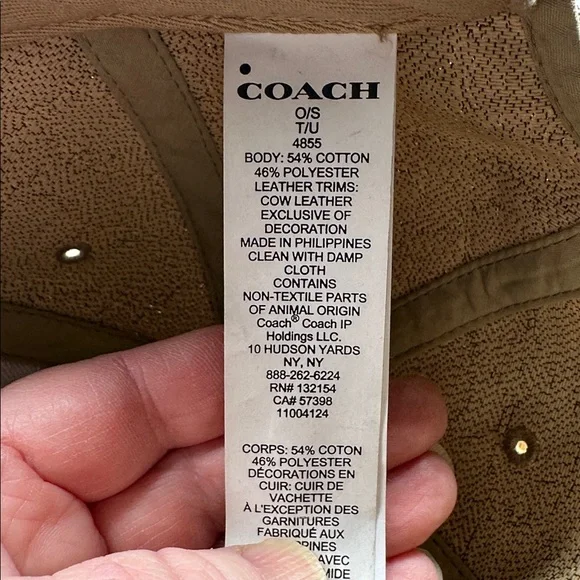 COACH
O/S
T/U
4855
BODY: 54% COTTON
46% POLYESTER
LEATHER TRIMS:
COW LEATHER
EXCLUSIVE OF
DECORATION
MADE IN PHILIPPINES
CLEAN WITH DAMP
CLOTH
CONTAINS
NON-TEXTILE PARTS
OF ANIMAL ORIGIN
Coach® Coach IP
Holdings LLC.
10 HUDSON YARDS
NY, NY
888-262-6224
RN# 132154
CA# 57398
11004124
CORPS: 54% COTON
46% POLYESTER
DÉCORATIONS EN
CUIR: CUIR DE
VACHETTE
À L'EXCEPTION DES
GARNITURES
FABRIQUÉ AUX
AVEC